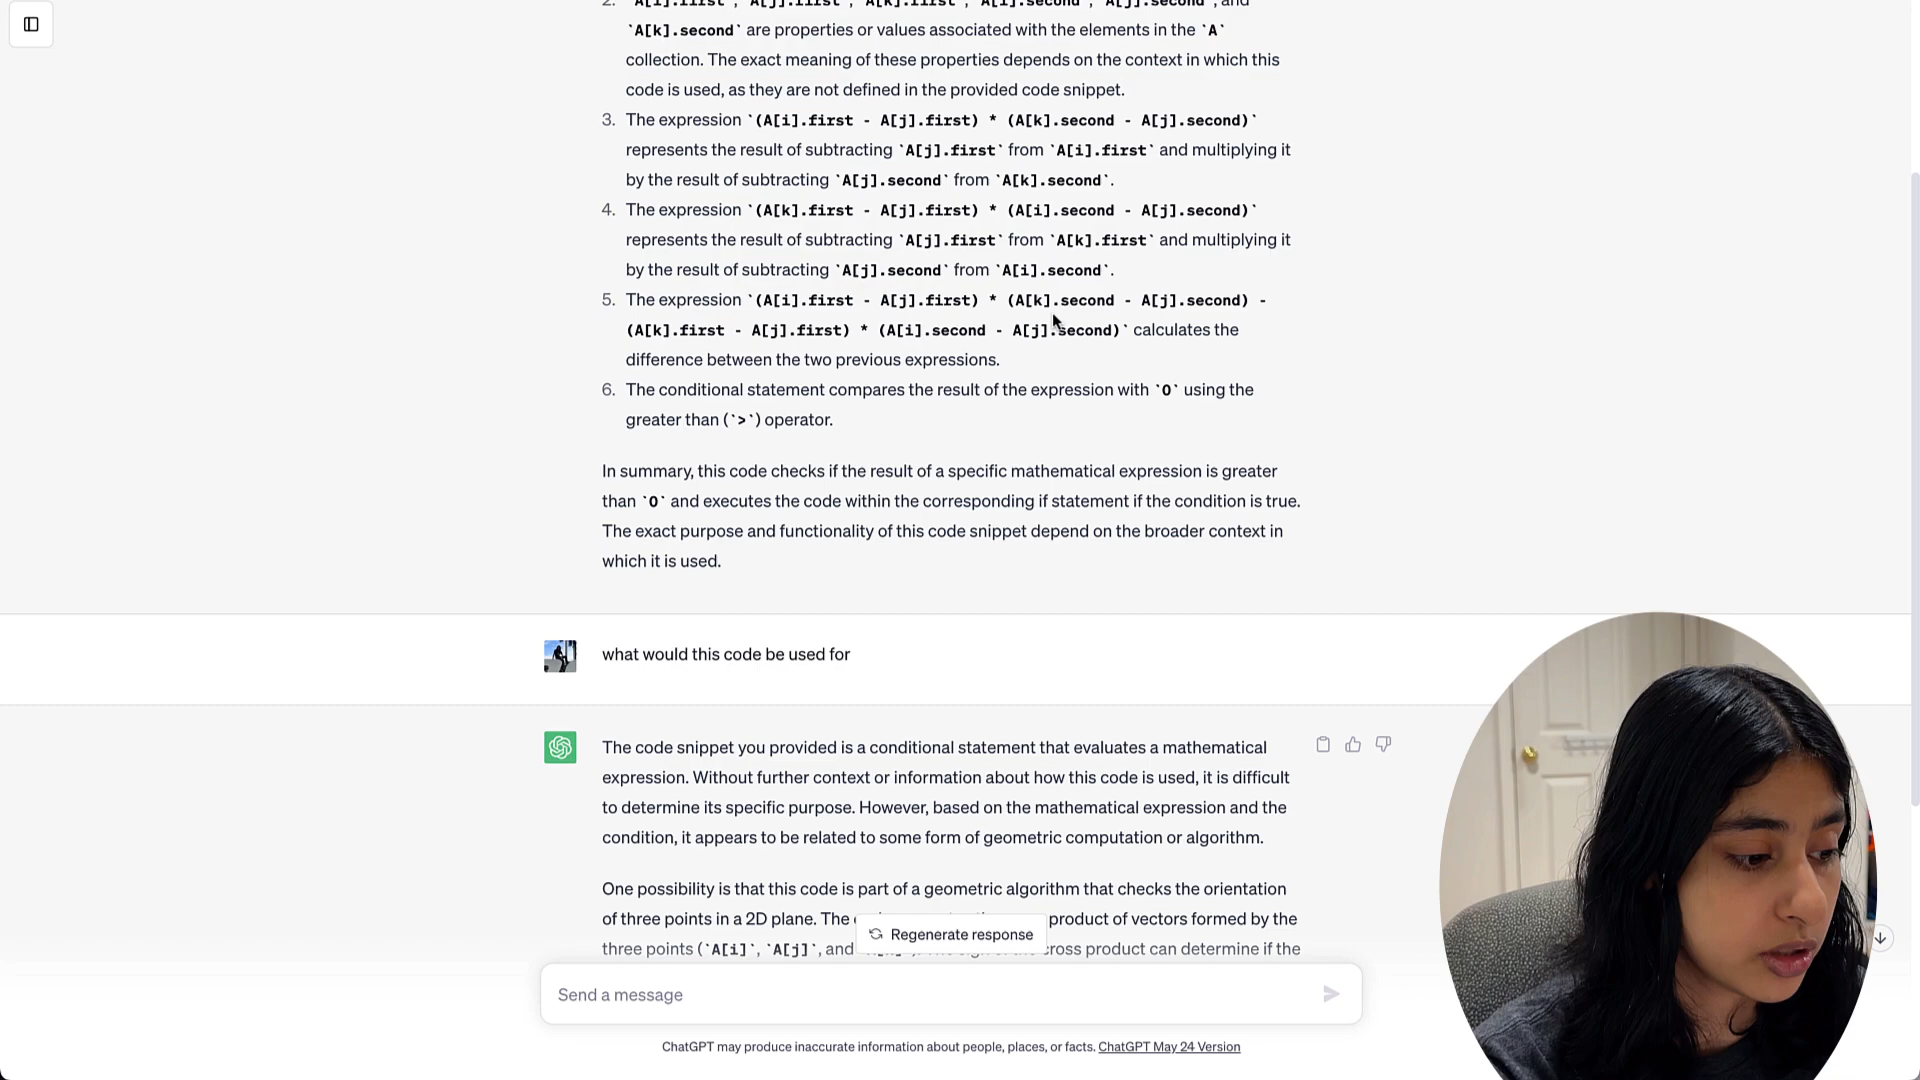 2. `A[i].first`, `A[j].first`, `A[k].first`, `A[i].second`, `A[j].second`, and
`A[k].second` are properties or values associated with the elements in the `A`
collection. The exact meaning of these properties depends on the context in which this
code is used, as they are not defined in the provided code snippet.
3. The expression `(A[i].first - A[j].first) * (A[k].second - A[j].second)`
represents the result of subtracting `A[j].first` from `A[i].first` and multiplying it
by the result of subtracting `A[j].second` from `A[k].second`.
4. The expression `(A[k].first - A[j].first) * (A[i].second - A[j].second)`
represents the result of subtracting `A[j].first` from `A[k].first` and multiplying it
by the result of subtracting `A[j].second` from `A[i].second`.
5. The expression `(A[i].first - A[j].first) * (A[k].second - A[j].second) -
(A[k].first - A[j].first) * (A[i].second - A[j].second)` calculates the
difference between the two previous expressions.
6. The conditional statement compares the result of the expression with `0` using the
greater than (`>`) operator.
In summary, this code checks if the result of a specific mathematical expression is greater
than `0` and executes the code within the corresponding if statement if the condition is true.
The exact purpose and functionality of this code snippet depend on the broader context in
which it is used.
what would this code be used for
The code snippet you provided is a conditional statement that evaluates a mathematical
expression. Without further context or information about how this code is used, it is difficult
to determine its specific purpose. However, based on the mathematical expression and the
condition, it appears to be related to some form of geometric computation or algorithm.
One possibility is that this code is part of a geometric algorithm that checks the orientation
of three points in a 2D plane. The product of vectors formed by the
Regenerate response
three points (`A[i]`, `A[j]`, and cross product can determine if the
Send a message
ChatGPT may produce inaccurate information about people, places, or facts. ChatGPT May 24 Version